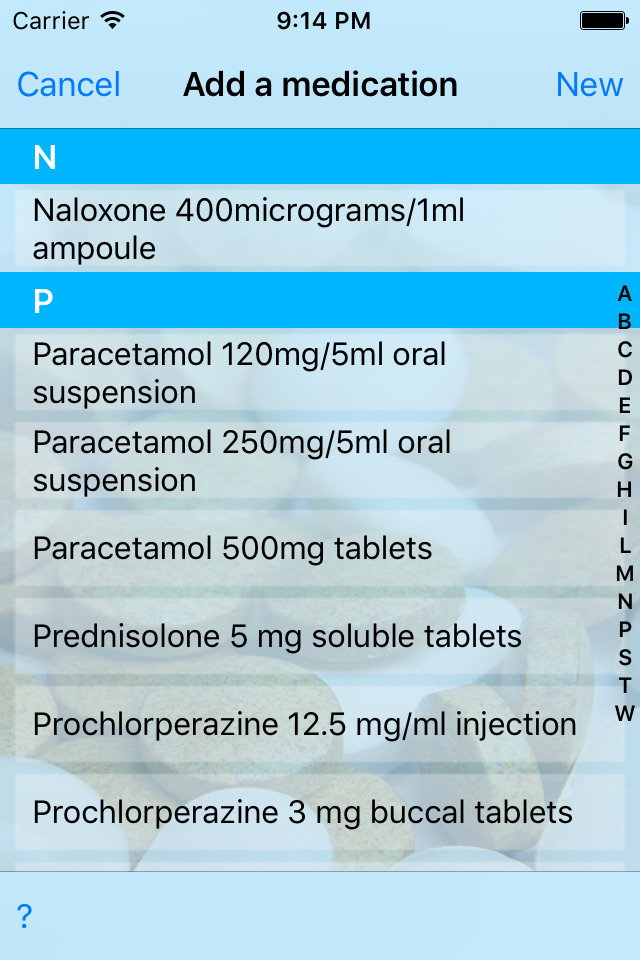 Carrier 9:14 PM
Cancel Add a medication New
N
Naloxone 400micrograms/1ml
ampoule
P
Paracetamol 120mg/5ml oral
suspension
Paracetamol 250mg/5ml oral
suspension
Paracetamol 500mg tablets
Prednisolone 5 mg soluble tablets
Prochlorperazine 12.5 mg/ml injection
Prochlorperazine 3 mg buccal tablets
A
B
C
D
E
F
G
H
I
L
M
N
P
S
T
W
?